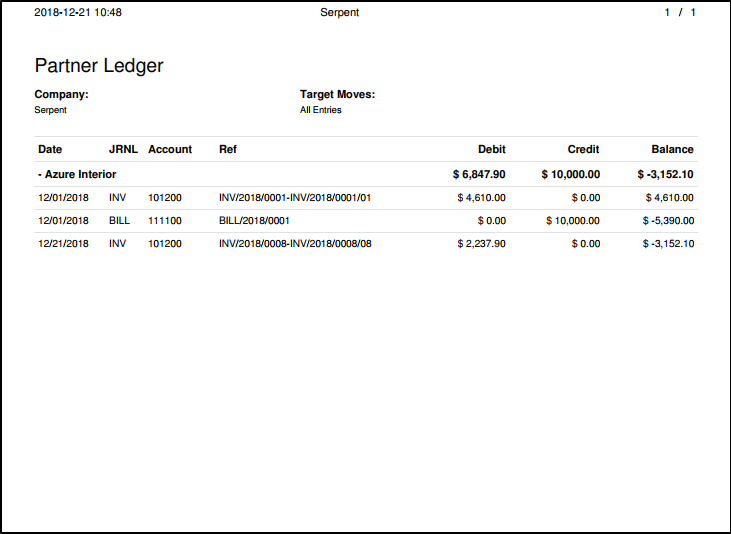 2018-12-21 10:48 Serpent 1 / 1
Partner Ledger
Company: Target Moves:
Serpent All Entries
Date JRNL Account Ref Debit Credit Balance
- Azure Interior $ 6,847.90 $ 10,000.00 $ -3,152.10
12/01/2018 INV 101200 INV/2018/0001-INV/2018/0001/01 $ 4,610.00 $ 0.00 $ 4,610.00
12/01/2018 BILL 111100 BILL/2018/0001 $ 0.00 $ 10,000.00 $ -5,390.00
12/21/2018 INV 101200 INV/2018/0008-INV/2018/0008/08 $ 2,237.90 $ 0.00 $ -3,152.10